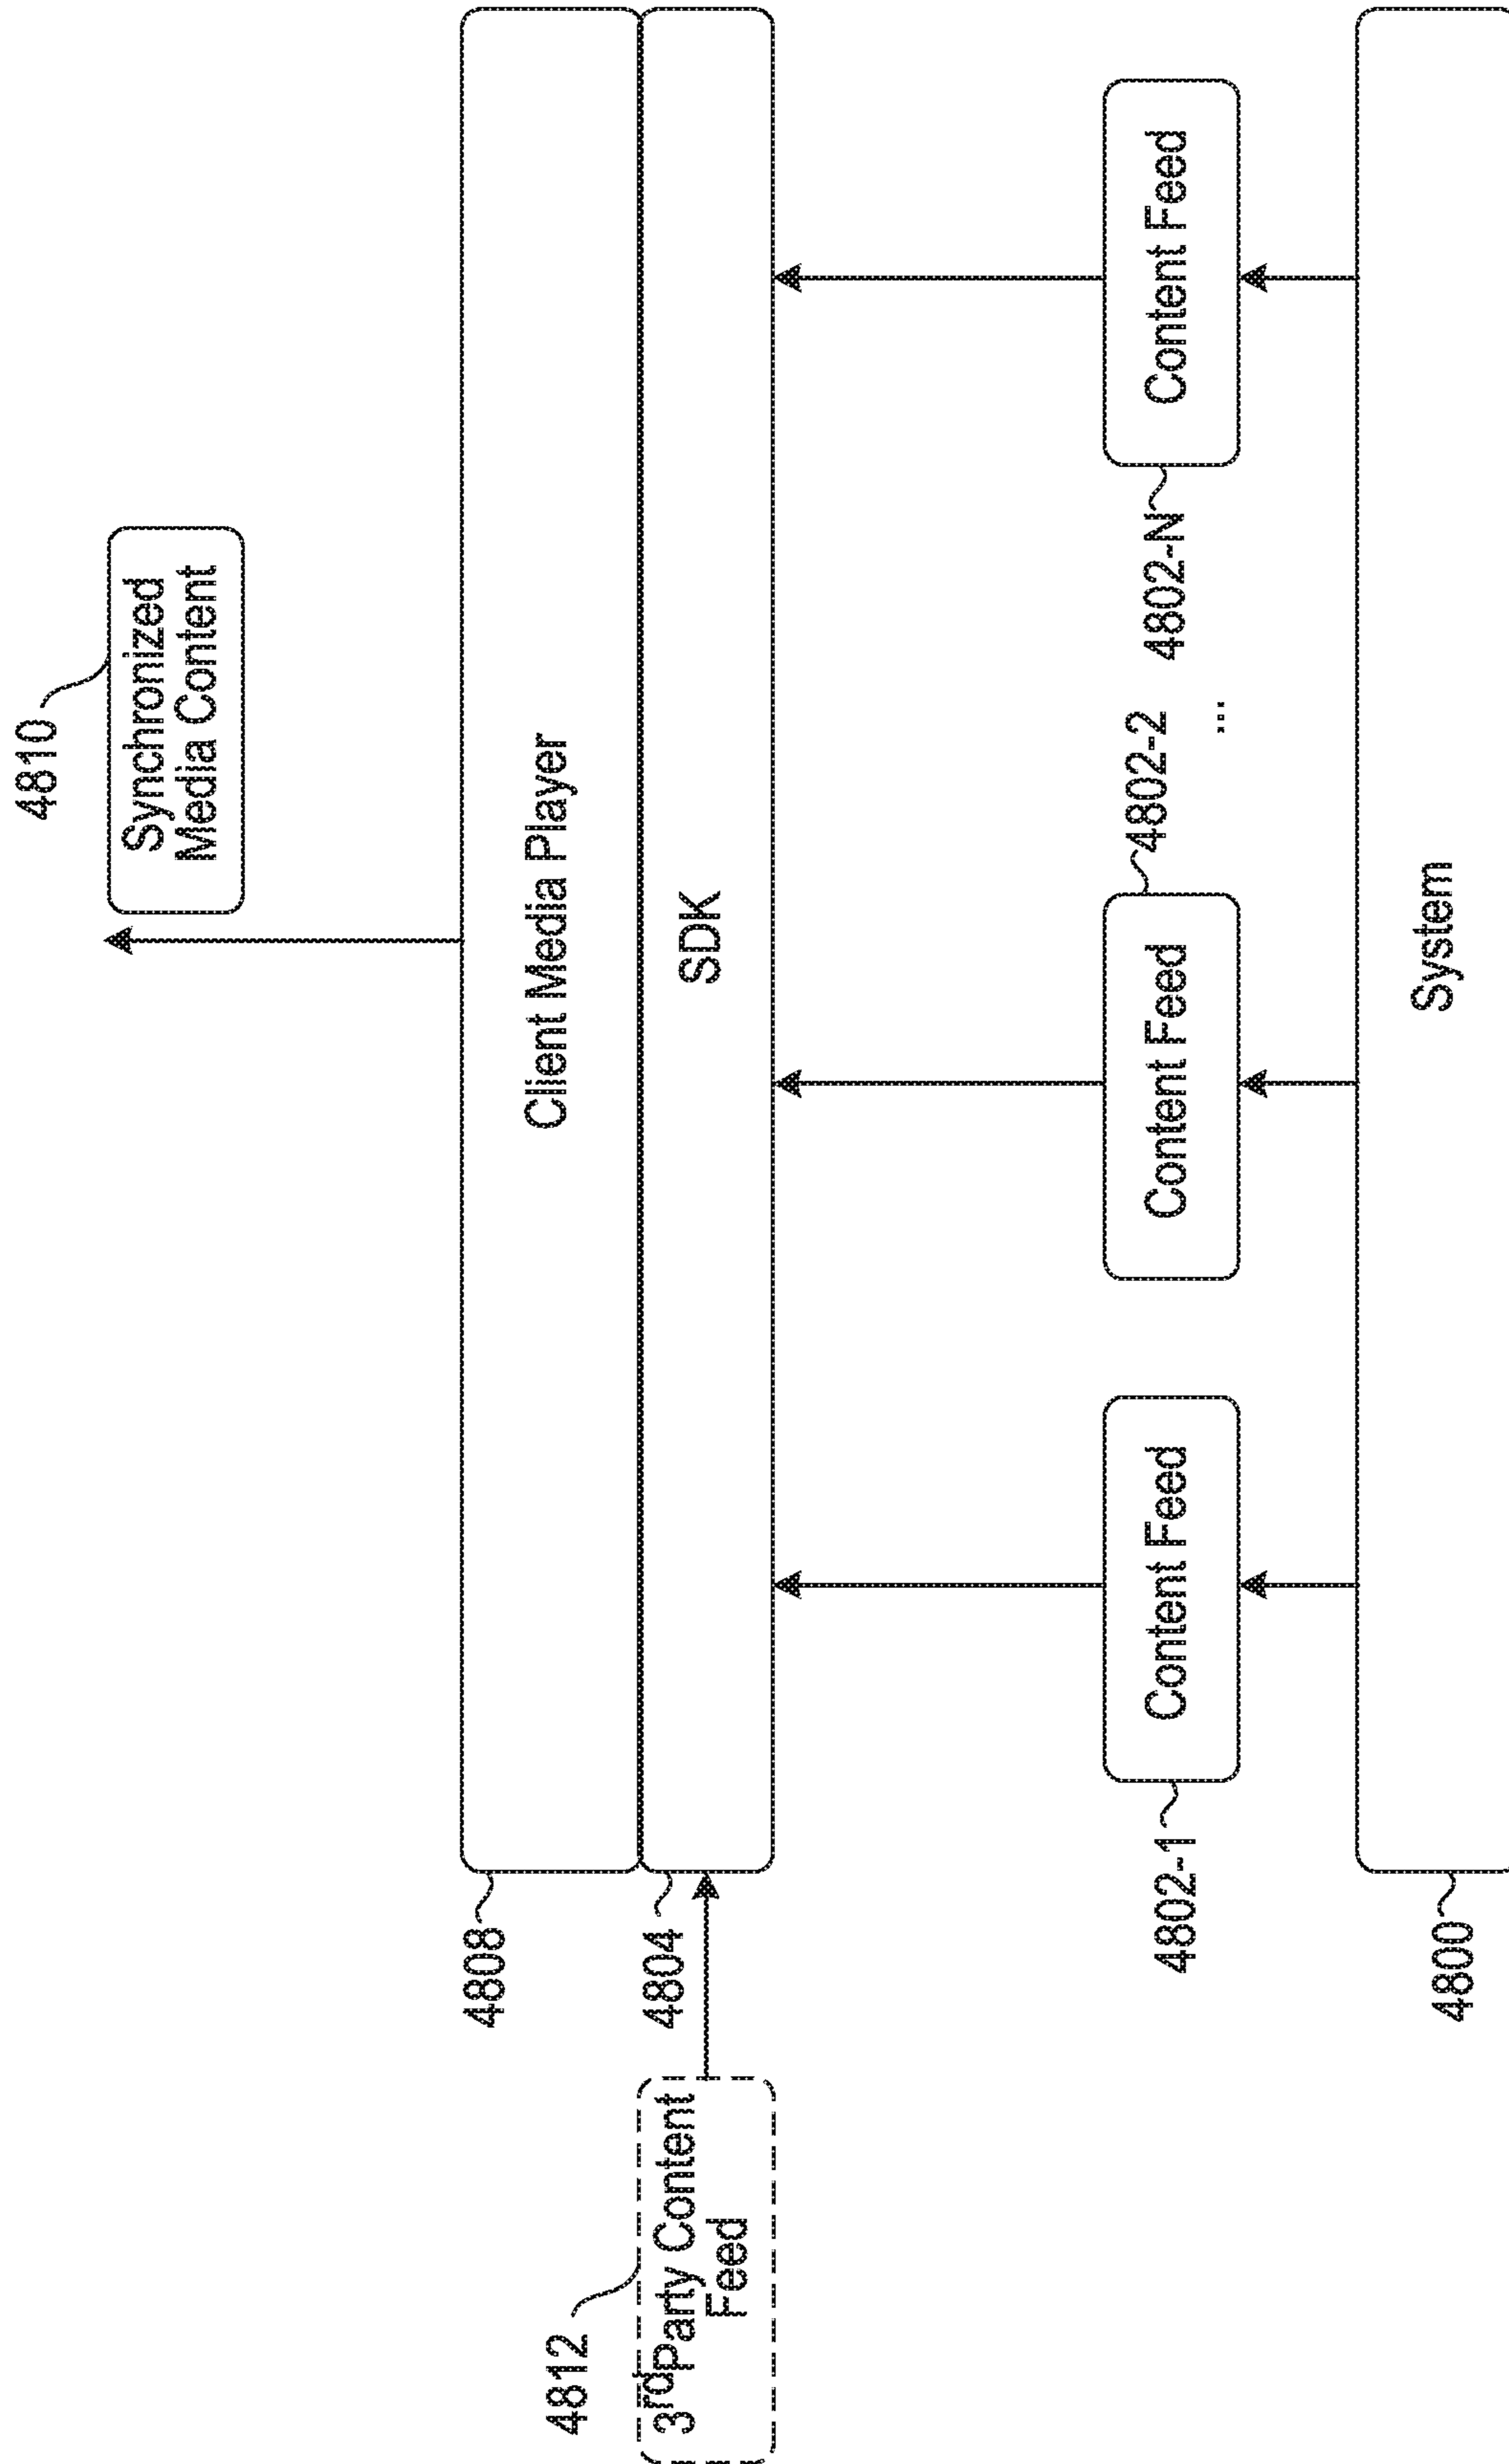 4810
Synchronized
Media Content
4808
Client Media Player
4812
3rd Party Content
Feed
4804
SDK
4802-1
Content Feed
4802-2
Content Feed
...
4802-N
Content Feed
4800
System